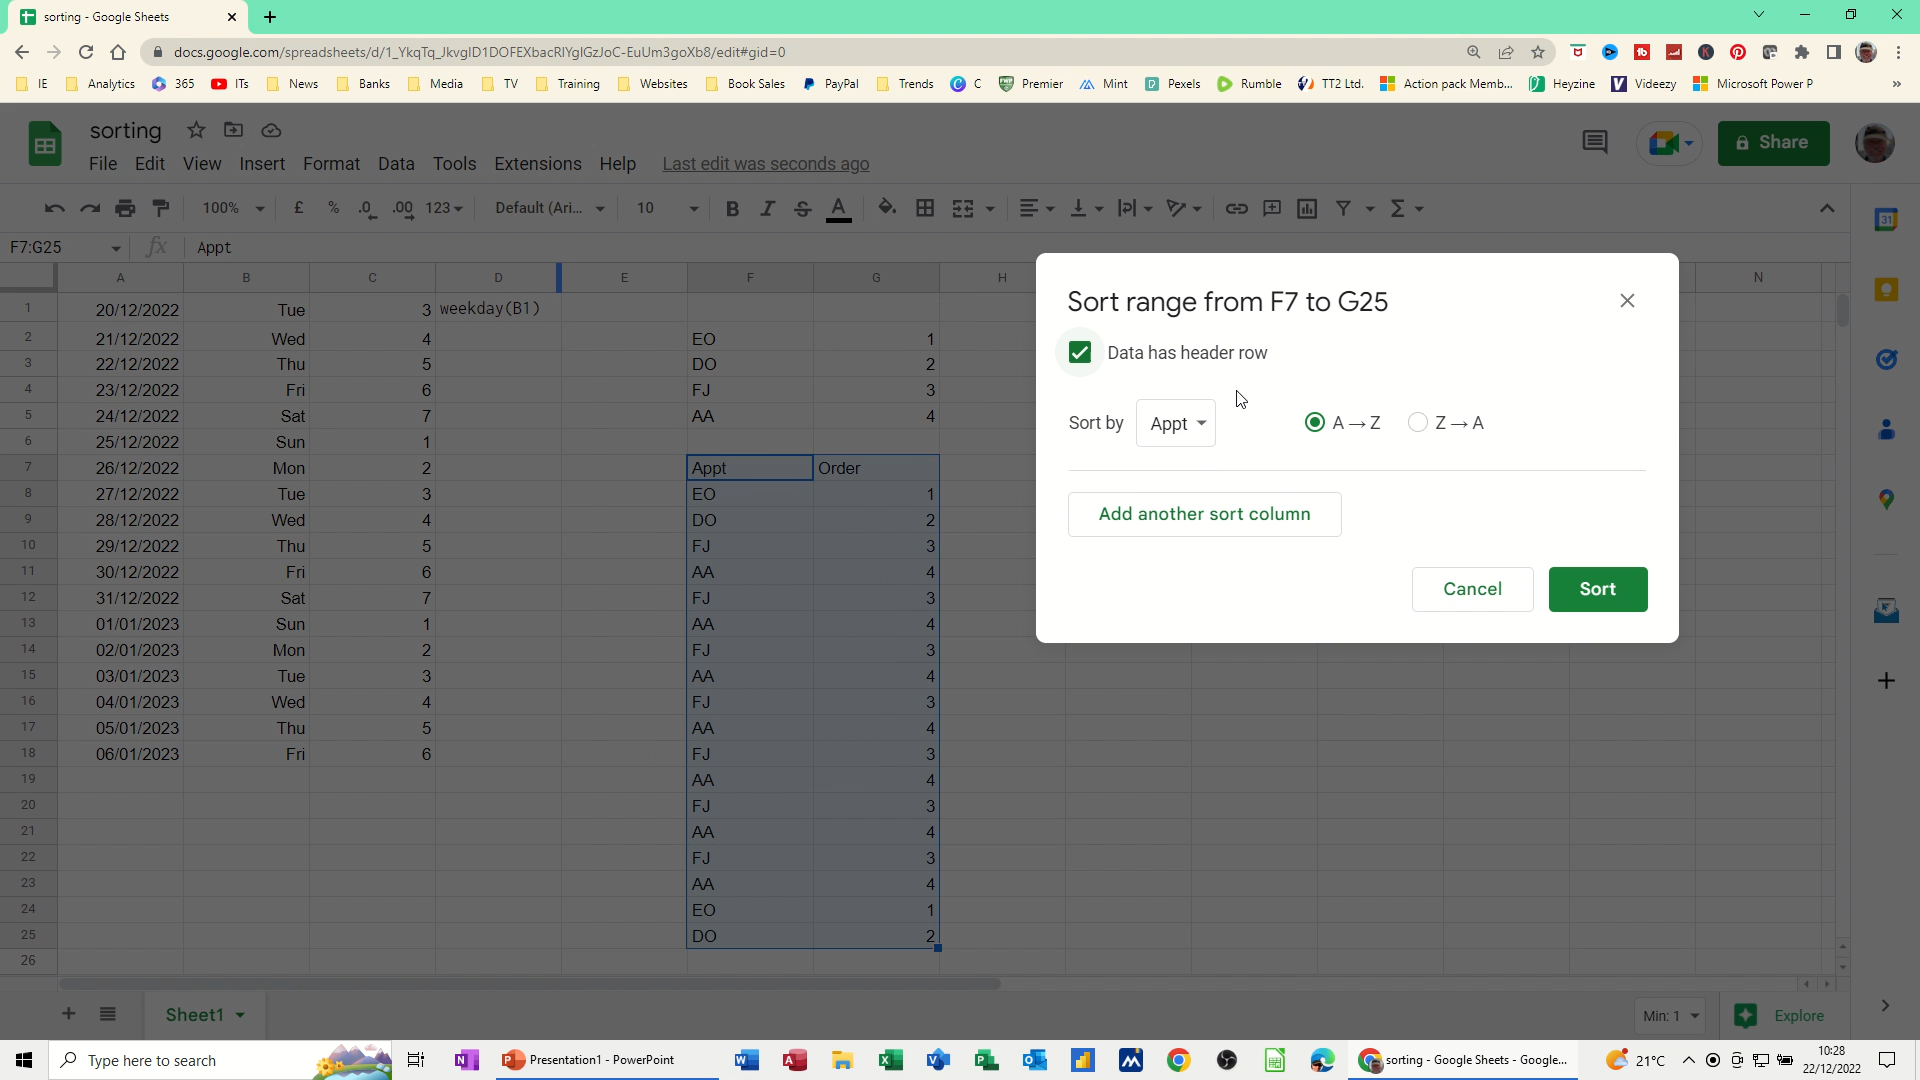 sorting - Google Sheets
docs.google.com/spreadsheets/d/1_YkqTq_JkvgID1DOFEXbacRlYglGzJoC-EuUm3goXb8/edit#gid=0
IE Analytics 365 ITs News Banks Media TV Training Websites Book Sales PayPal Trends C Premier Mint Pexels Rumble TT2 Ltd. Action pack Memb... Heyzine Videezy Microsoft Power P »
sorting
Share
File Edit View Insert Format Data Tools Extensions Help Last edit was seconds ago
100% £ % .0 .00 123 Default (Ari... 10 B I S A Σ
F7:G25 fx Appt
A B C D E F G H N
1 20/12/2022 Tue 3 weekday(B1)
2 21/12/2022 Wed 4 EO 1
3 22/12/2022 Thu 5 DO 2
4 23/12/2022 Fri 6 FJ 3
5 24/12/2022 Sat 7 AA 4
6 25/12/2022 Sun 1
7 26/12/2022 Mon 2 Appt Order
8 27/12/2022 Tue 3 EO 1
9 28/12/2022 Wed 4 DO 2
10 29/12/2022 Thu 5 FJ 3
11 30/12/2022 Fri 6 AA 4
12 31/12/2022 Sat 7 FJ 3
13 01/01/2023 Sun 1 AA 4
14 02/01/2023 Mon 2 FJ 3
15 03/01/2023 Tue 3 AA 4
16 04/01/2023 Wed 4 FJ 3
17 05/01/2023 Thu 5 AA 4
18 06/01/2023 Fri 6 FJ 3
19 AA 4
20 FJ 3
21 AA 4
22 FJ 3
23 AA 4
24 EO 1
25 DO 2
26
Sort range from F7 to G25
Data has header row
Sort by Appt A → Z Z → A
Add another sort column
Cancel Sort
Sheet1 Min: 1 Explore
Type here to search Presentation1 - PowerPoint sorting - Google Sheets - Google... 21°C
10:28
22/12/2022